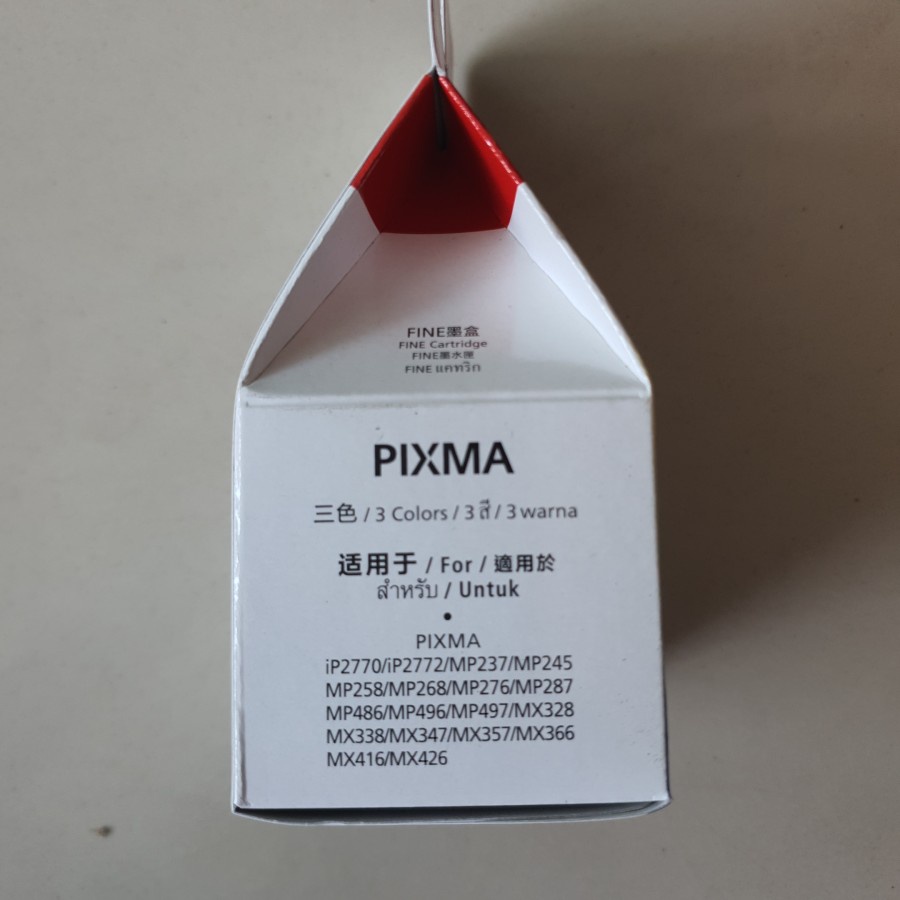 FINE墨盒
FINE Cartridge
FINE墨水匣
FINE แคทริก
PIXMA
三色 / 3 Colors / 3 สี / 3 warna
适用于 / For / 適用於
สำหรับ / Untuk
•
PIXMA
iP2770/iP2772/MP237/MP245
MP258/MP268/MP276/MP287
MP486/MP496/MP497/MX328
MX338/MX347/MX357/MX366
MX416/MX426